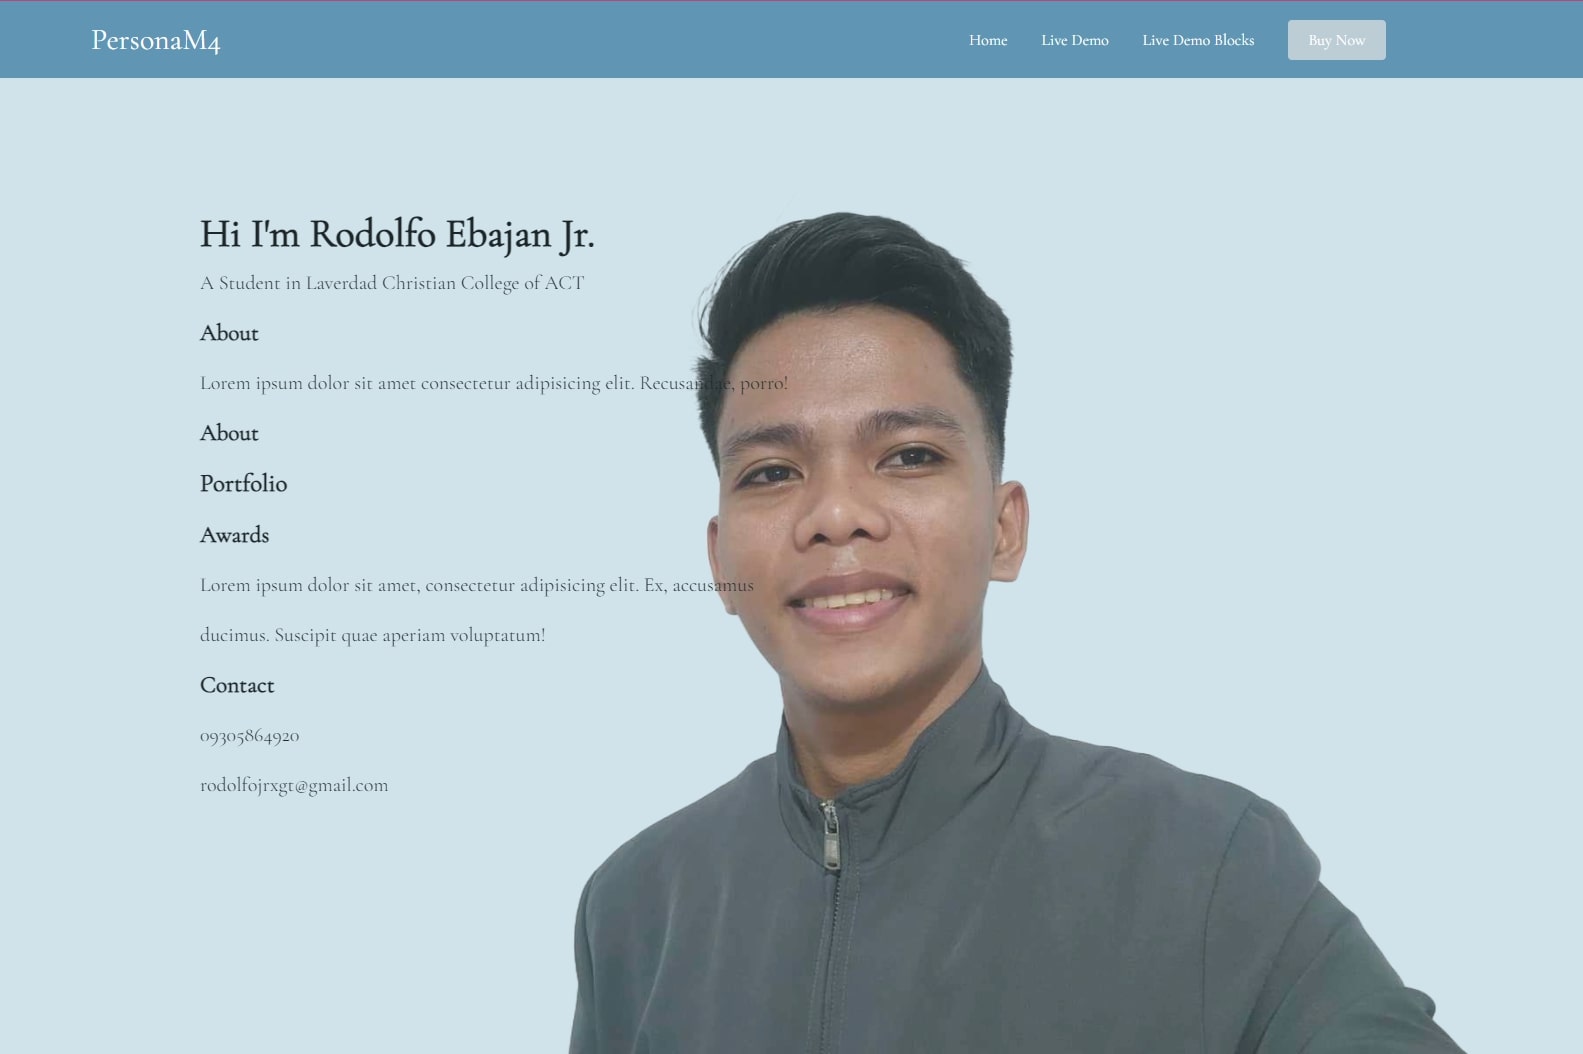 PersonaM4
Home Live Demo Live Demo Blocks Buy Now
Hi I'm Rodolfo Ebajan Jr.
A Student in Laverdad Christian College of ACT
About
Lorem ipsum dolor sit amet consectetur adipisicing elit. Recusandae, porro!
About
Portfolio
Awards
Lorem ipsum dolor sit amet, consectetur adipisicing elit. Ex, accusamus
ducimus. Suscipit quae aperiam voluptatum!
Contact
09305864920
rodolfojrxgt@gmail.com